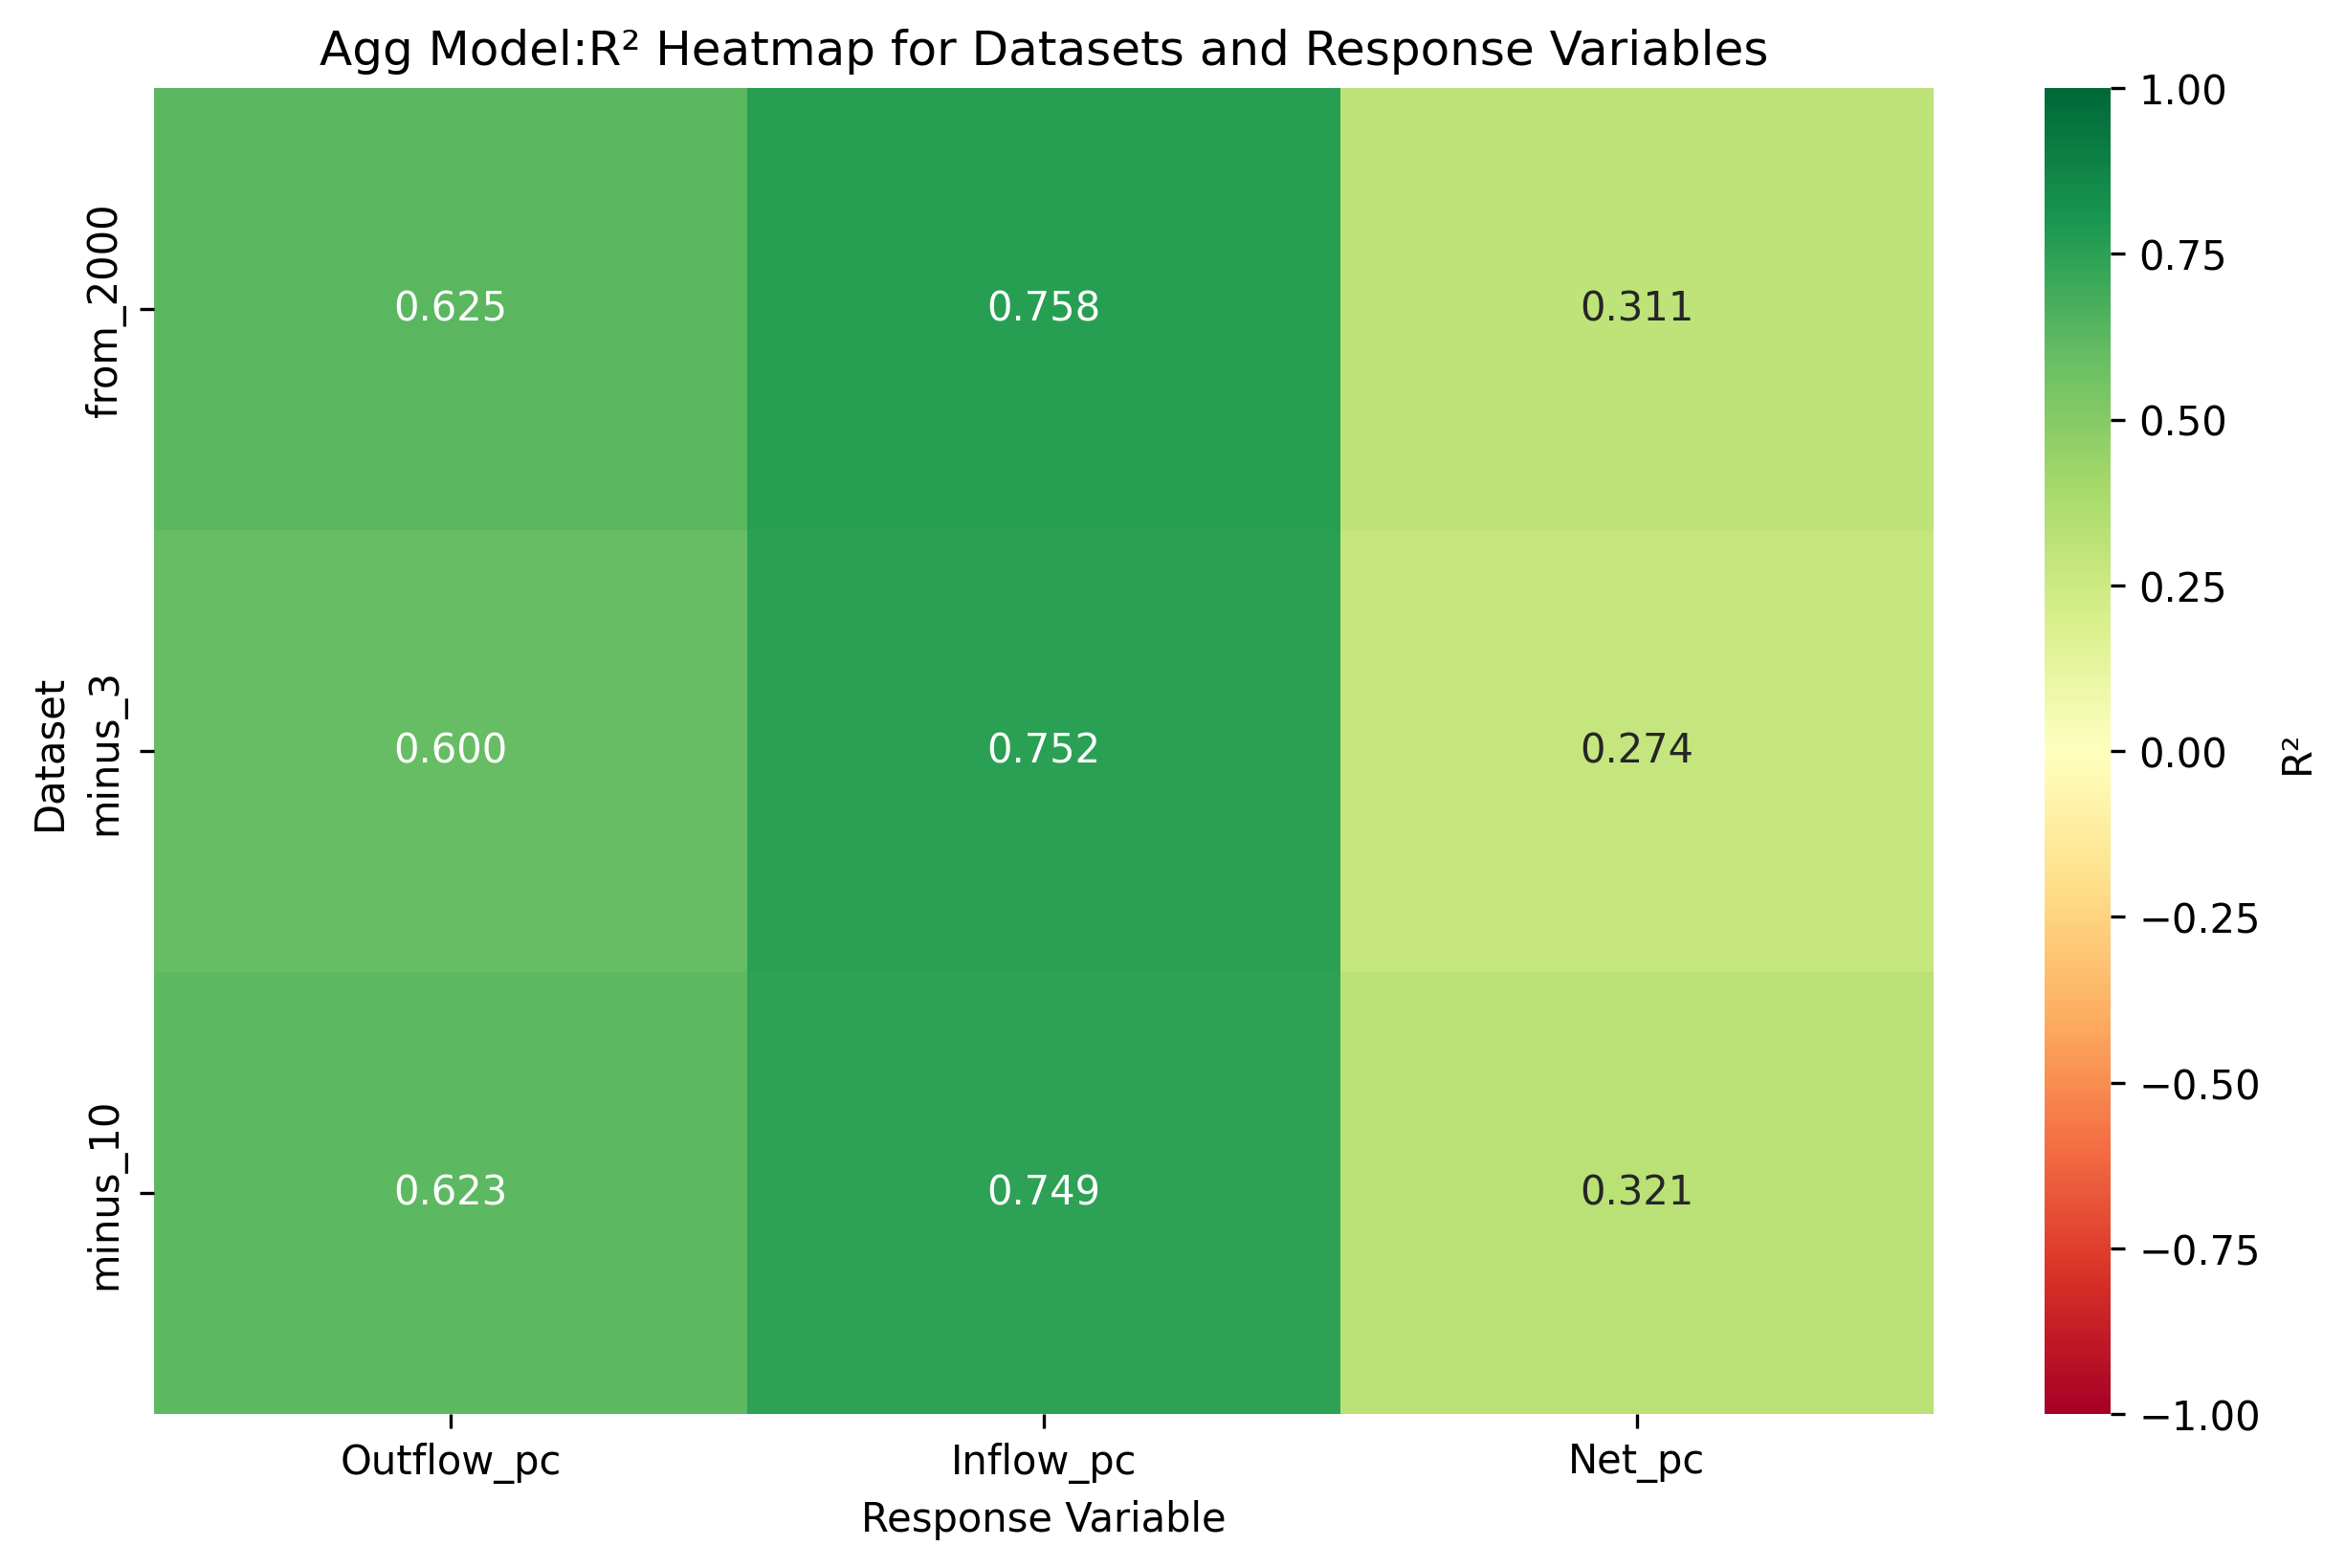 Agg Model:R² Heatmap for Datasets and Response Variables
Dataset
from_2000
minus_3
minus_10
0.625 0.758 0.311
0.600 0.752 0.274
0.623 0.749 0.321
Outflow_pc Inflow_pc Net_pc
Response Variable
1.00
0.75
0.50
0.25
0.00
−0.25
−0.50
−0.75
−1.00
R²